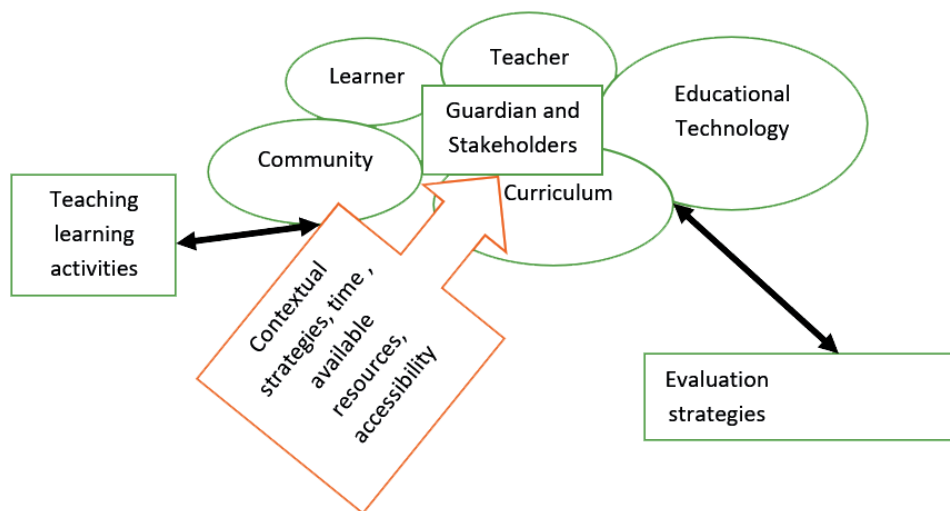 Teacher
Learner
Educational
Technology
Guardian and
Stakeholders
Community
Curriculum
Teaching
learning
activities
Contextual
strategies, time ,
available
resources,
accessibility
Evaluation
strategies